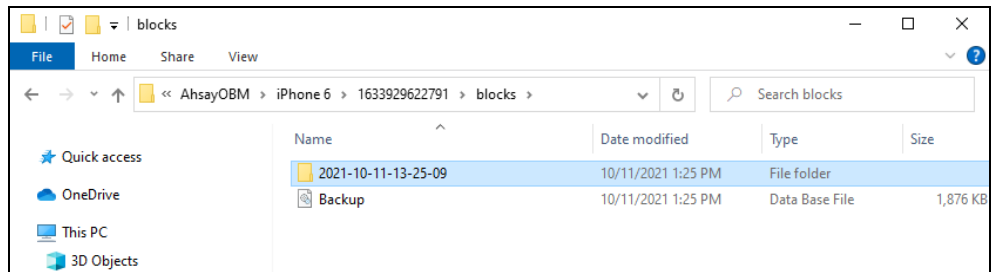 blocks
File Home Share View
« AhsayOBM > iPhone 6 > 1633929622791 > blocks > Search blocks
Name Date modified Type Size
Quick access
2021-10-11-13-25-09 10/11/2021 1:25 PM File folder
OneDrive
Backup 10/11/2021 1:25 PM Data Base File 1,876 KB
This PC
3D Objects